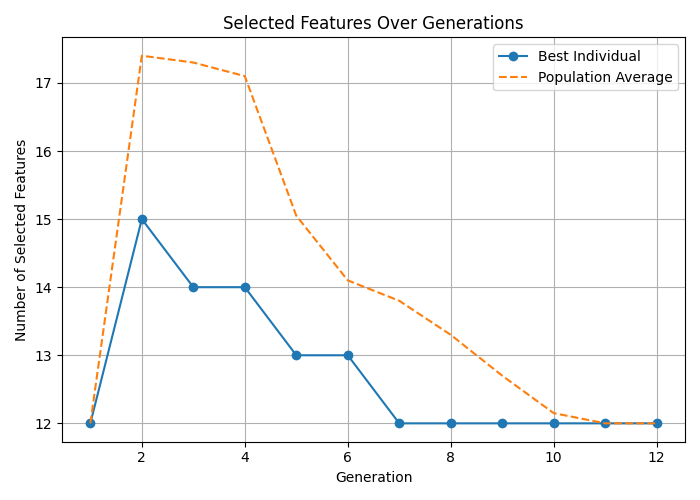 Selected Features Over Generations
Best Individual
Population Average
Number of Selected Features
17
16
15
14
13
12
2 4 6 8 10 12
Generation